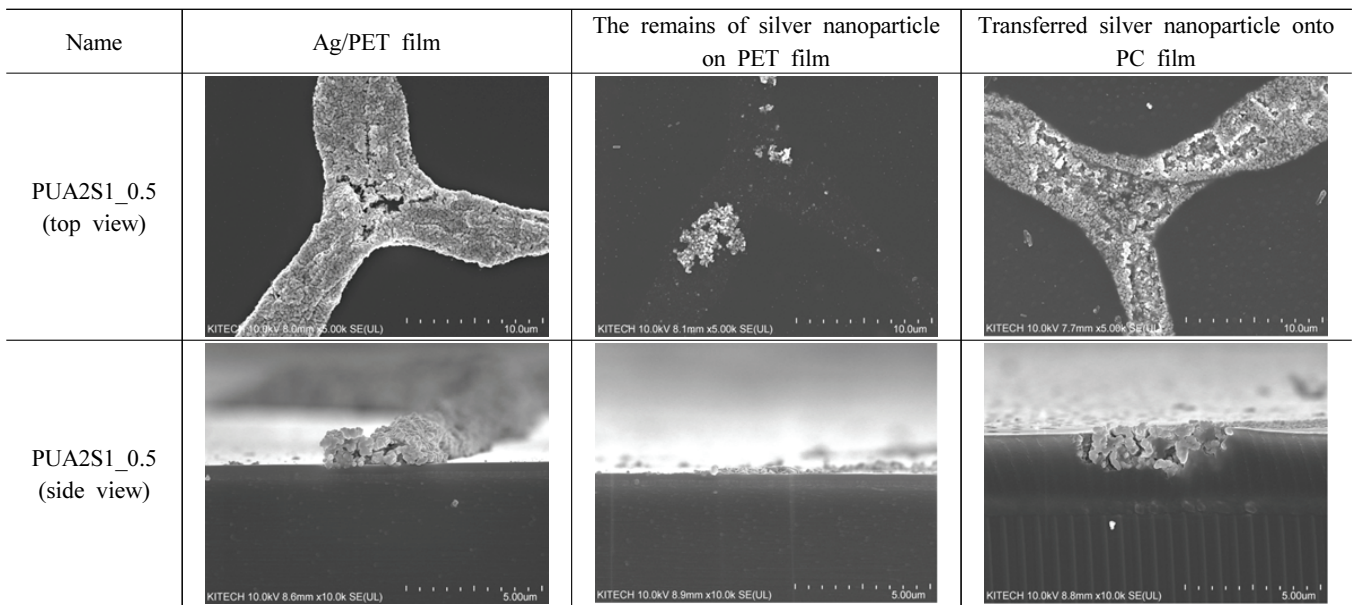 Name
Ag/PET film
The remains of silver nanoparticle
on PET film
Transferred silver nanoparticle onto
PC film
PUA2S1_0.5
(top view)
KITECH 10.0kV 8.0mm x5.00k SE(UL)
10.0um
KITECH 10.0kV 8.1mm x5.00k SE(UL)
10.0um
KITECH 10.0kV 7.7mm x5.00k SE(UL)
10.0um
PUA2S1_0.5
(side view)
KITECH 10.0kV 8.6mm x10.0k SE(UL)
5.00um
KITECH 10.0kV 8.9mm x10.0k SE(UL)
5.00um
KITECH 10.0kV 8.8mm x10.0k SE(UL)
5.00um